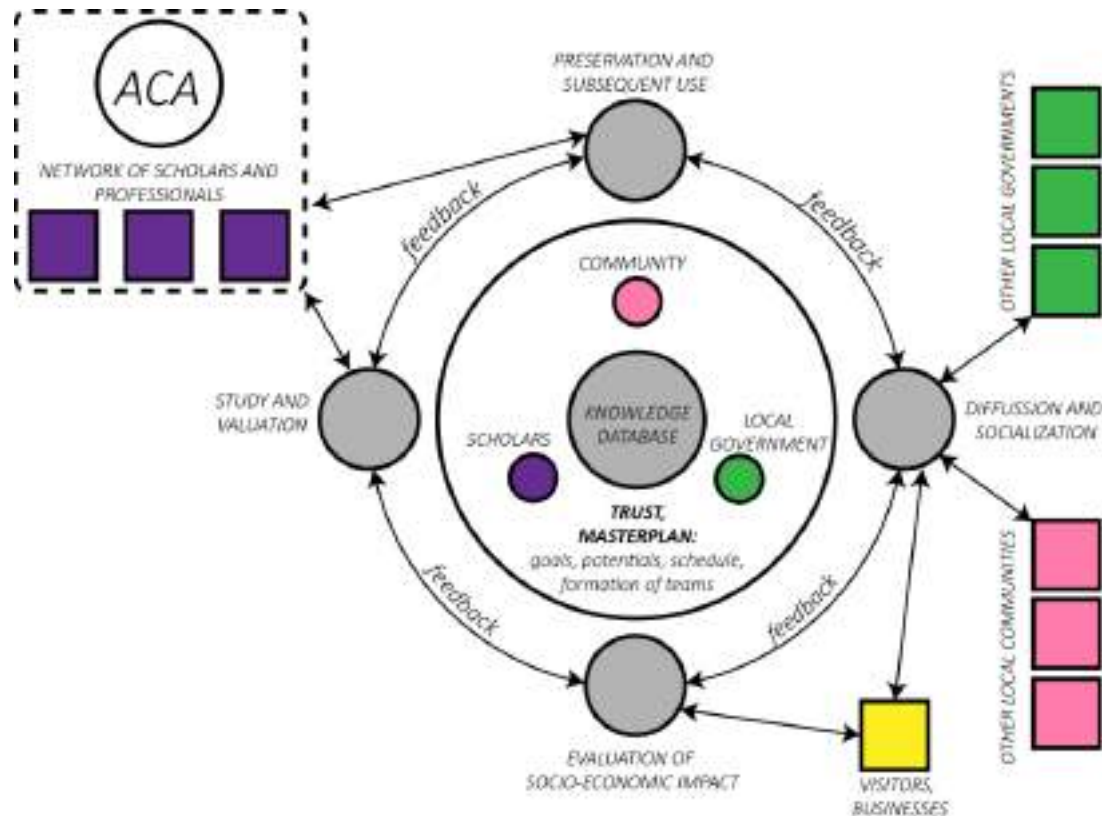 ACA
NETWORK OF SCHOLARS AND
PROFESSIONALS
PRESERVATION AND
SUBSEQUENT USE
feedback
feedback
OTHER LOCAL GOVERNMENTS
COMMUNITY
STUDY AND
VALUATION
KNOWLEDGE
DATABASE
SCHOLARS
LOCAL
GOVERNMENT
DIFFUSSION AND
SOCIALIZATION
TRUST,
MASTERPLAN:
goals, potentials, schedule,
formation of teams
feedback
feedback
OTHER LOCAL COMMUNITIES
EVALUATION OF
SOCIO-ECONOMIC IMPACT
VISITORS,
BUSINESSES